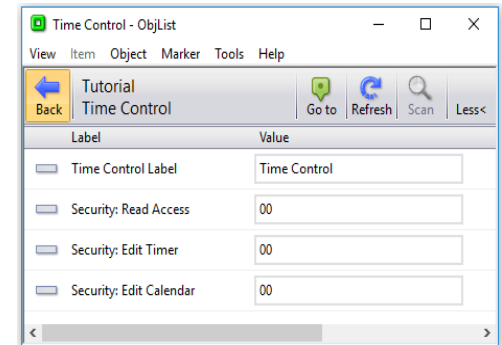 Time Control - ObjList
View Item Object Marker Tools Help
Back Tutorial Time Control Go to Refresh Scan Less<
Label Value
Time Control Label Time Control
Security: Read Access 00
Security: Edit Timer 00
Security: Edit Calendar 00